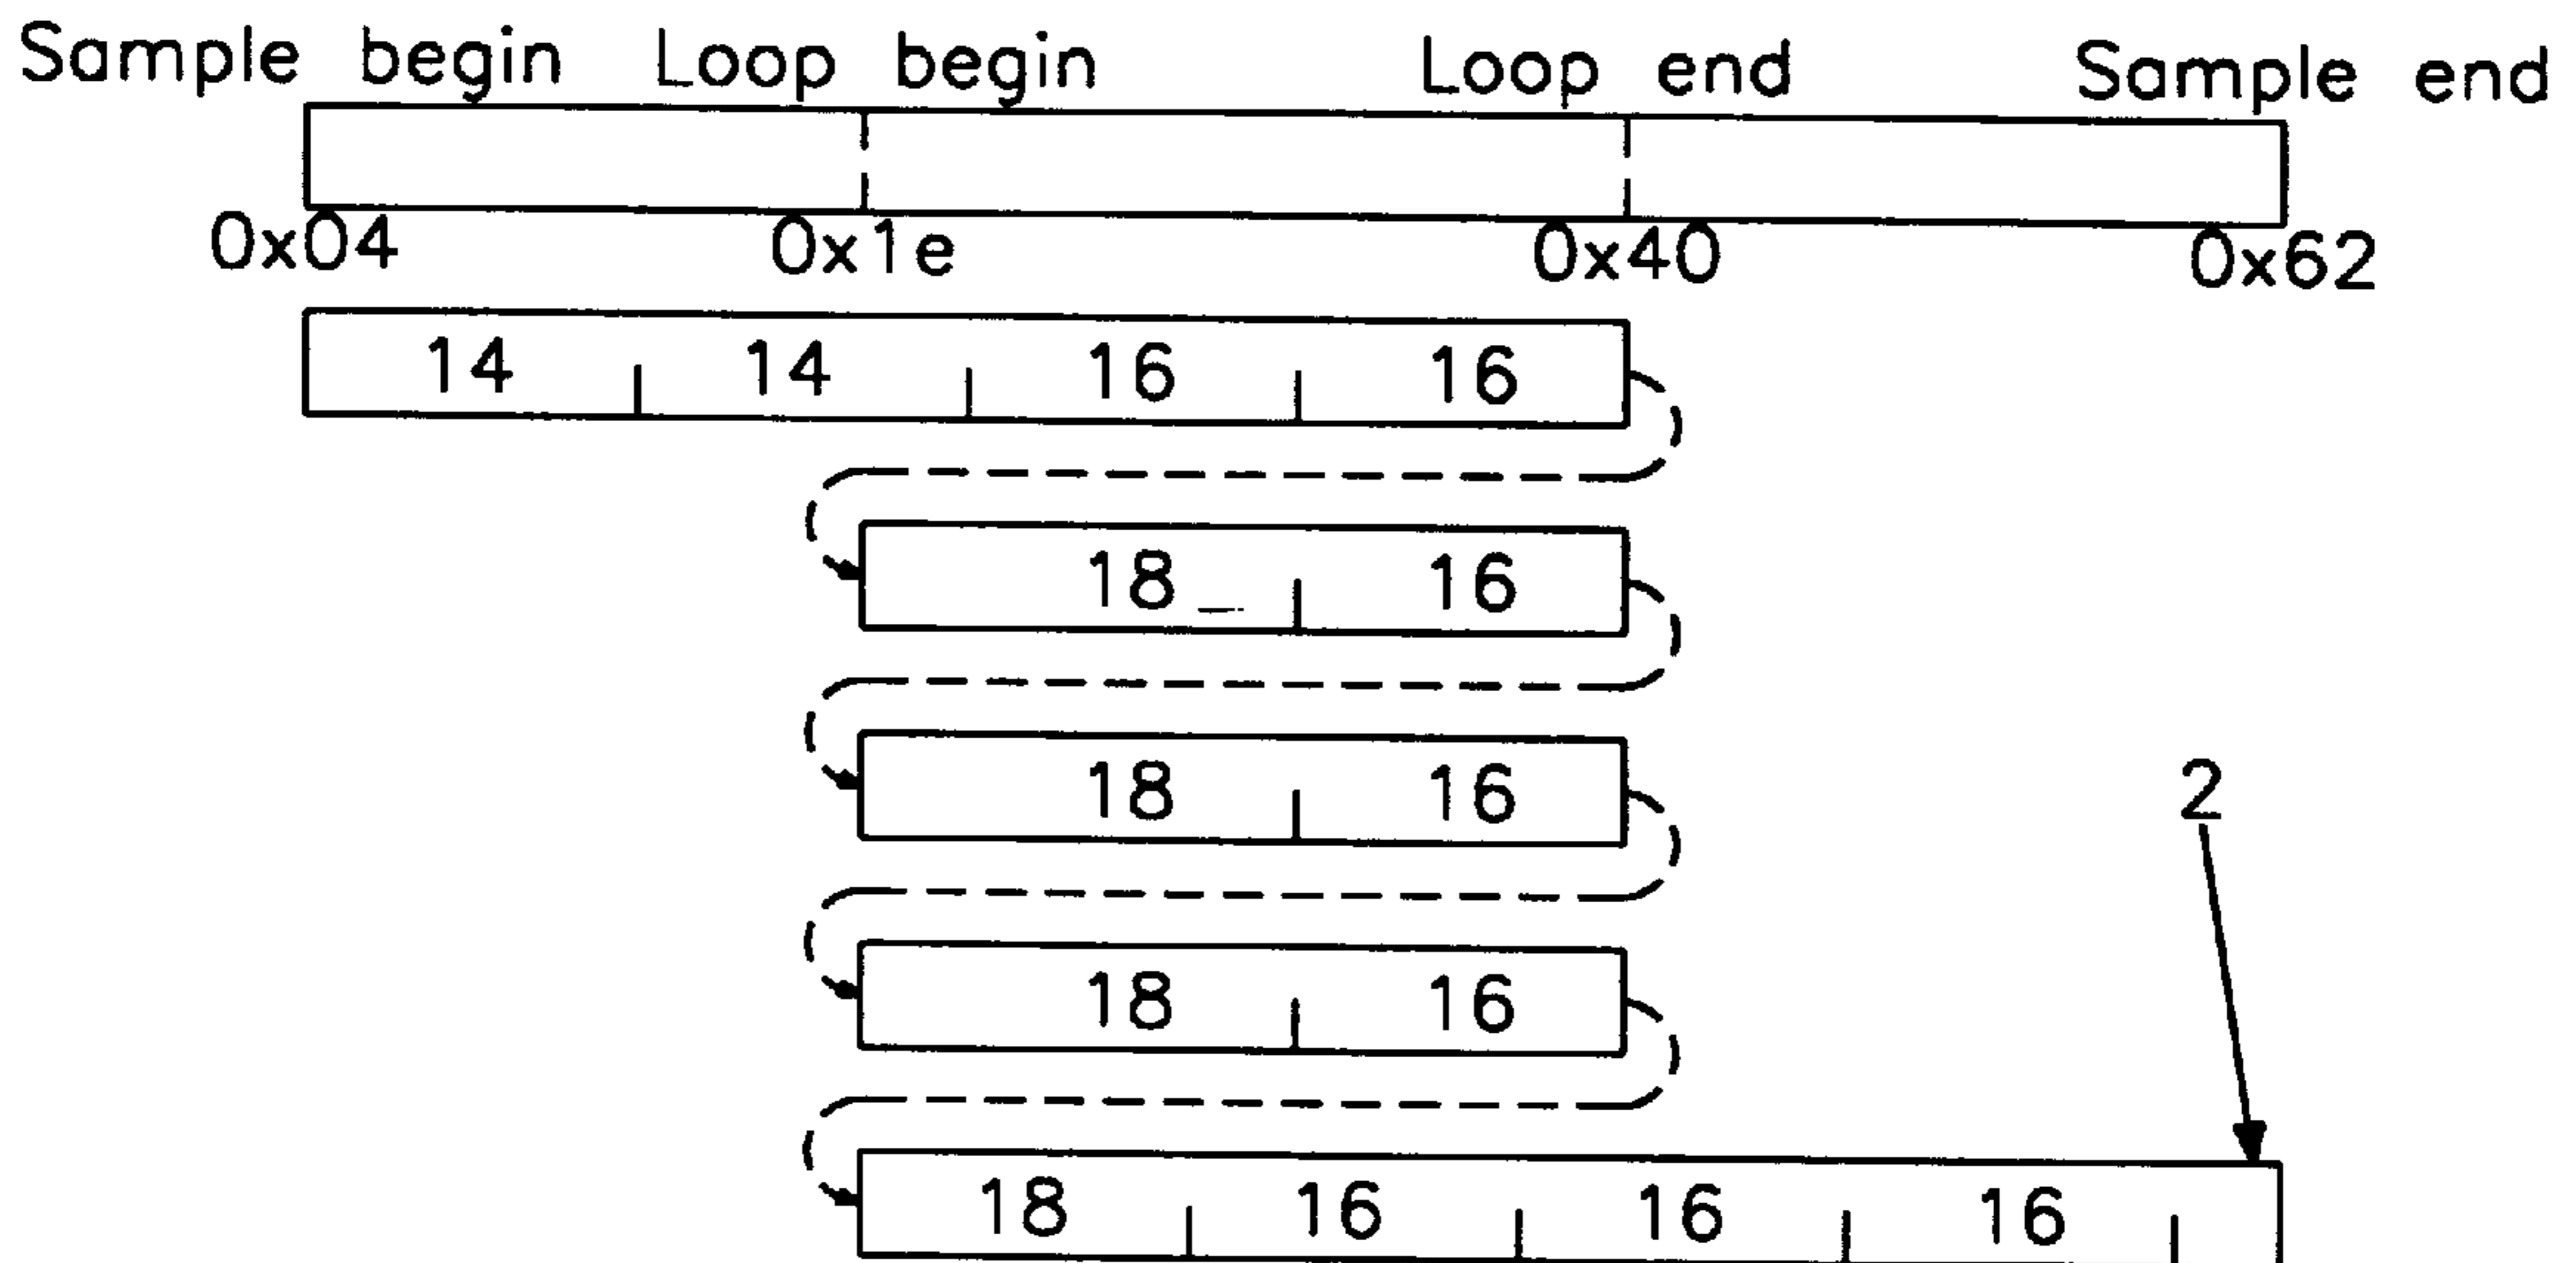 Sample begin Loop begin Loop end Sample end
0x04 0x1e 0x40 0x62
14 14 16 16
18 16
18 16
2
18 16
18 16 16 16